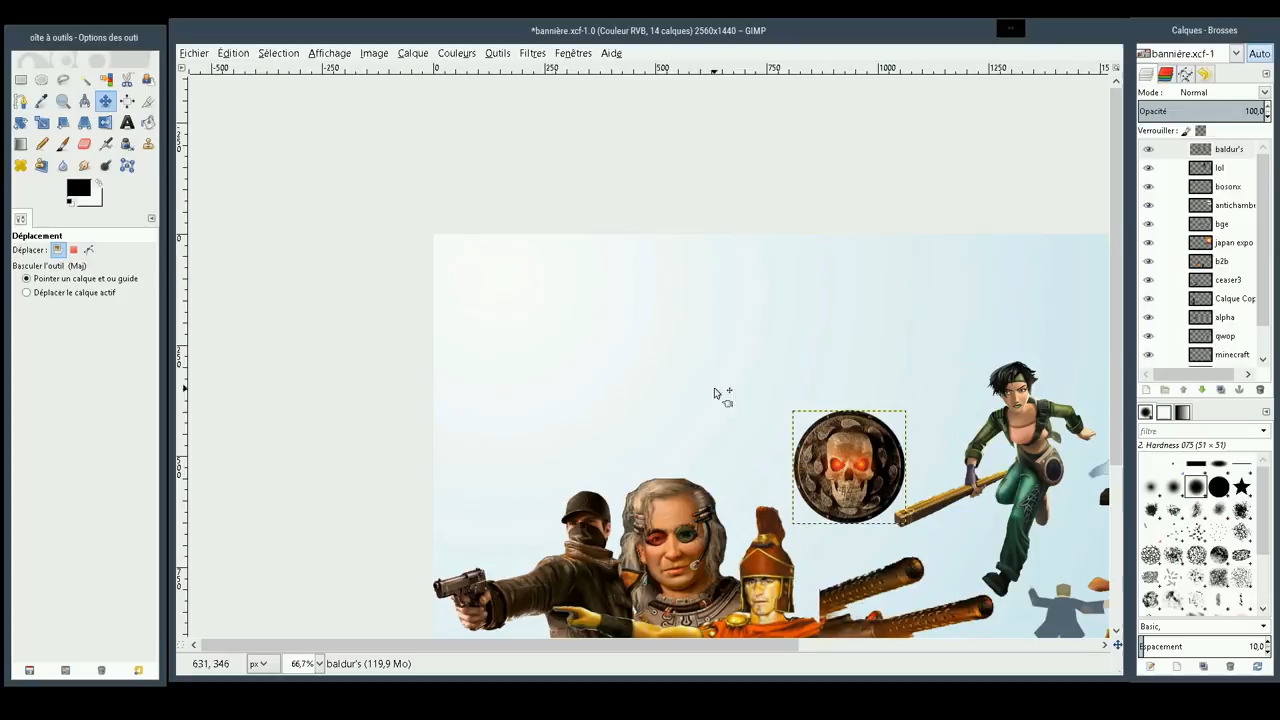 oîte à outils - Options des outi
*bannière.xcf-1.0 (Couleur RVB, 14 calques) 2560x1440 – GIMP
Calques - Brosses
Fichier Édition Sélection Affichage Image Calque Couleurs Outils Filtres Fenêtres Aide
bannière.xcf-1
Auto
-500 -250 0 250 500 750 1000 1250 15
Mode : Normal
Opacité 100,0
Verrouiller :
baldur's
lol
bosonx
antichambr
bge
japan expo
b2b
ceaser3
Calque Cop
alpha
qwop
minecraft
Déplacement
Déplacer :
Basculer l'outil (Maj)
Pointer un calque et ou guide
Déplacer le calque actif
filtre
2. Hardness 075 (51 × 51)
Basic,
Espacement 10,0
631, 346 px 66,7% baldur's (119,9 Mo)